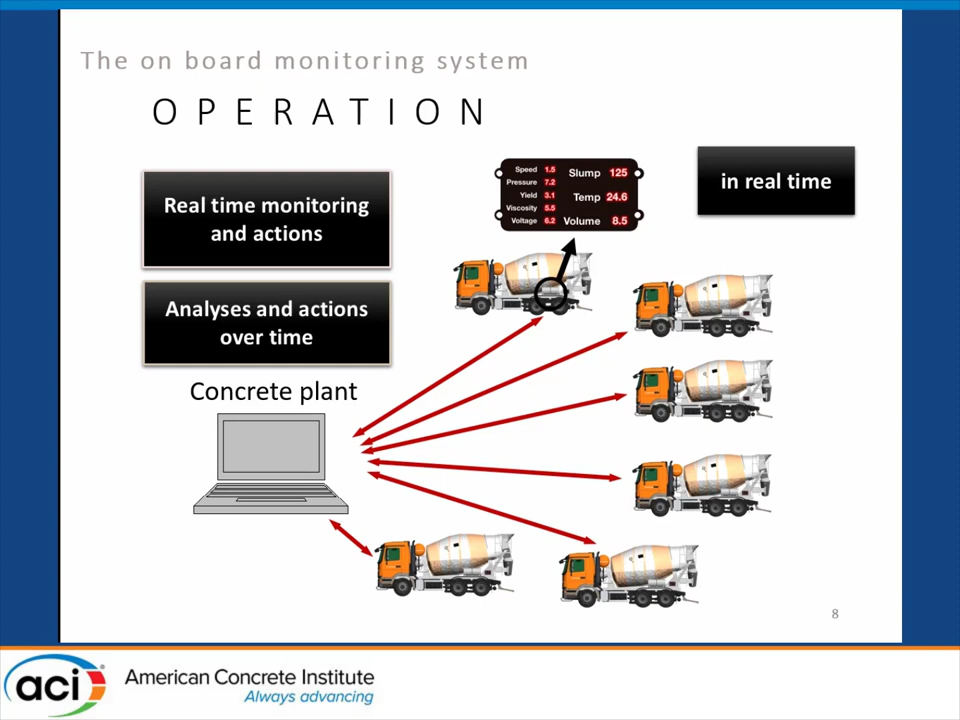 The on board monitoring system
OPERATION
Real time monitoring
and actions
Analyses and actions
over time
Concrete plant
Speed 1.5
Pressure 7.2
Yield 3.1
Viscosity 5.5
Voltage 6.2
Slump 125
Temp 24.6
Volume 8.5
in real time
8
aci
American Concrete Institute
Always advancing